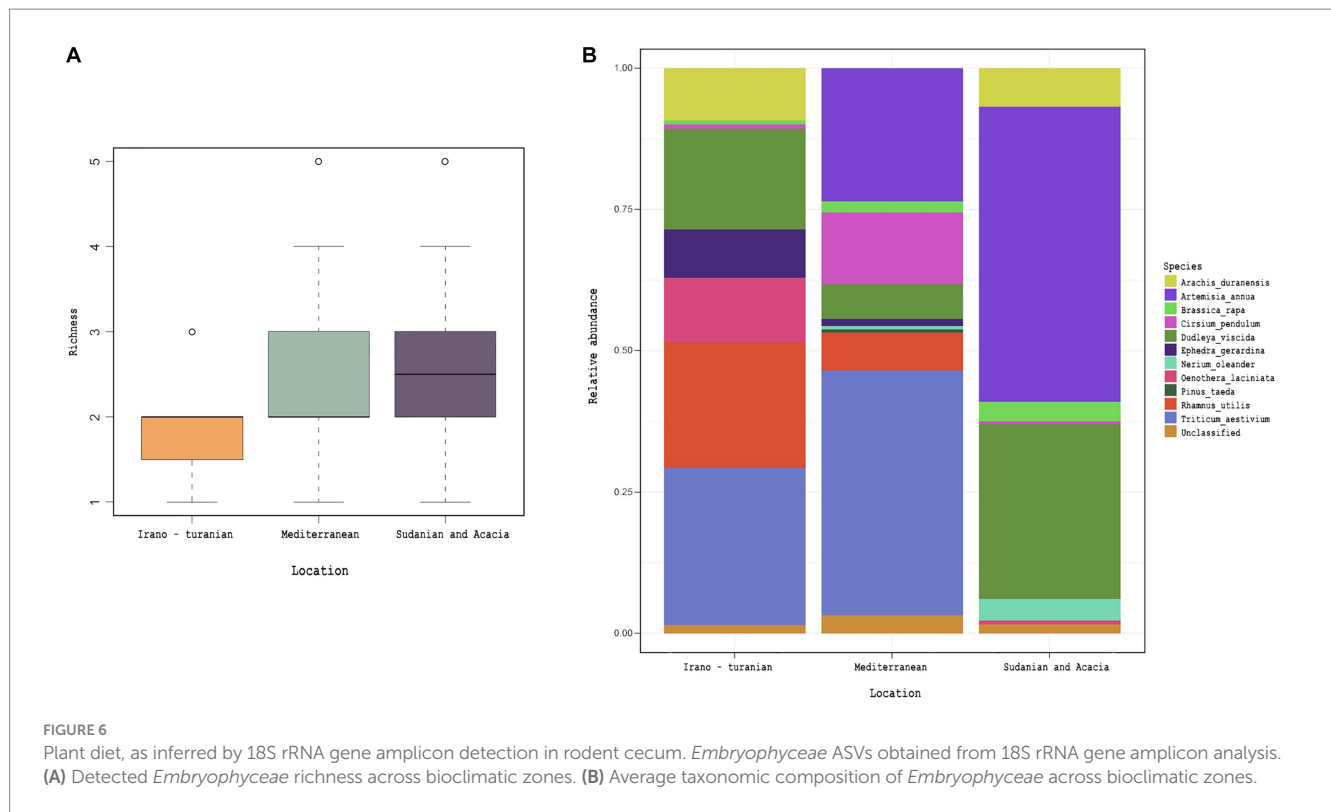 A
Richness
5
4
3
2
1
Irano - turanian
Mediterranean
Sudanian and Acacia
Location
B
Relative abundance
1.00
0.75
0.50
0.25
0.00
Irano - turanian
Mediterranean
Sudanian and Acacia
Location
Species
Arachis_duranensis
Artemisia_annua
Brassica_rapa
Cirsium_pendulum
Dudleya_viscida
Ephedra_gerardina
Nerium_oleander
Oenothera_laciniata
Pinus_taeda
Rhamnus_utilis
Triticum_aestivium
Unclassified
FIGURE 6
Plant diet, as inferred by 18S rRNA gene amplicon detection in rodent cecum. Embryophyceae ASVs obtained from 18S rRNA gene amplicon analysis.
(A) Detected Embryophyceae richness across bioclimatic zones. (B) Average taxonomic composition of Embryophyceae across bioclimatic zones.